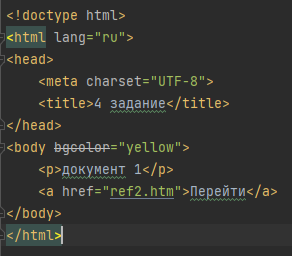 <!doctype html>
<html lang="ru">
<head>
    <meta charset="UTF-8">
    <title>4 задание</title>
</head>
<body bgcolor="yellow">
    <p>документ 1</p>
    <a href="ref2.htm">Перейти</a>
</body>
</html>